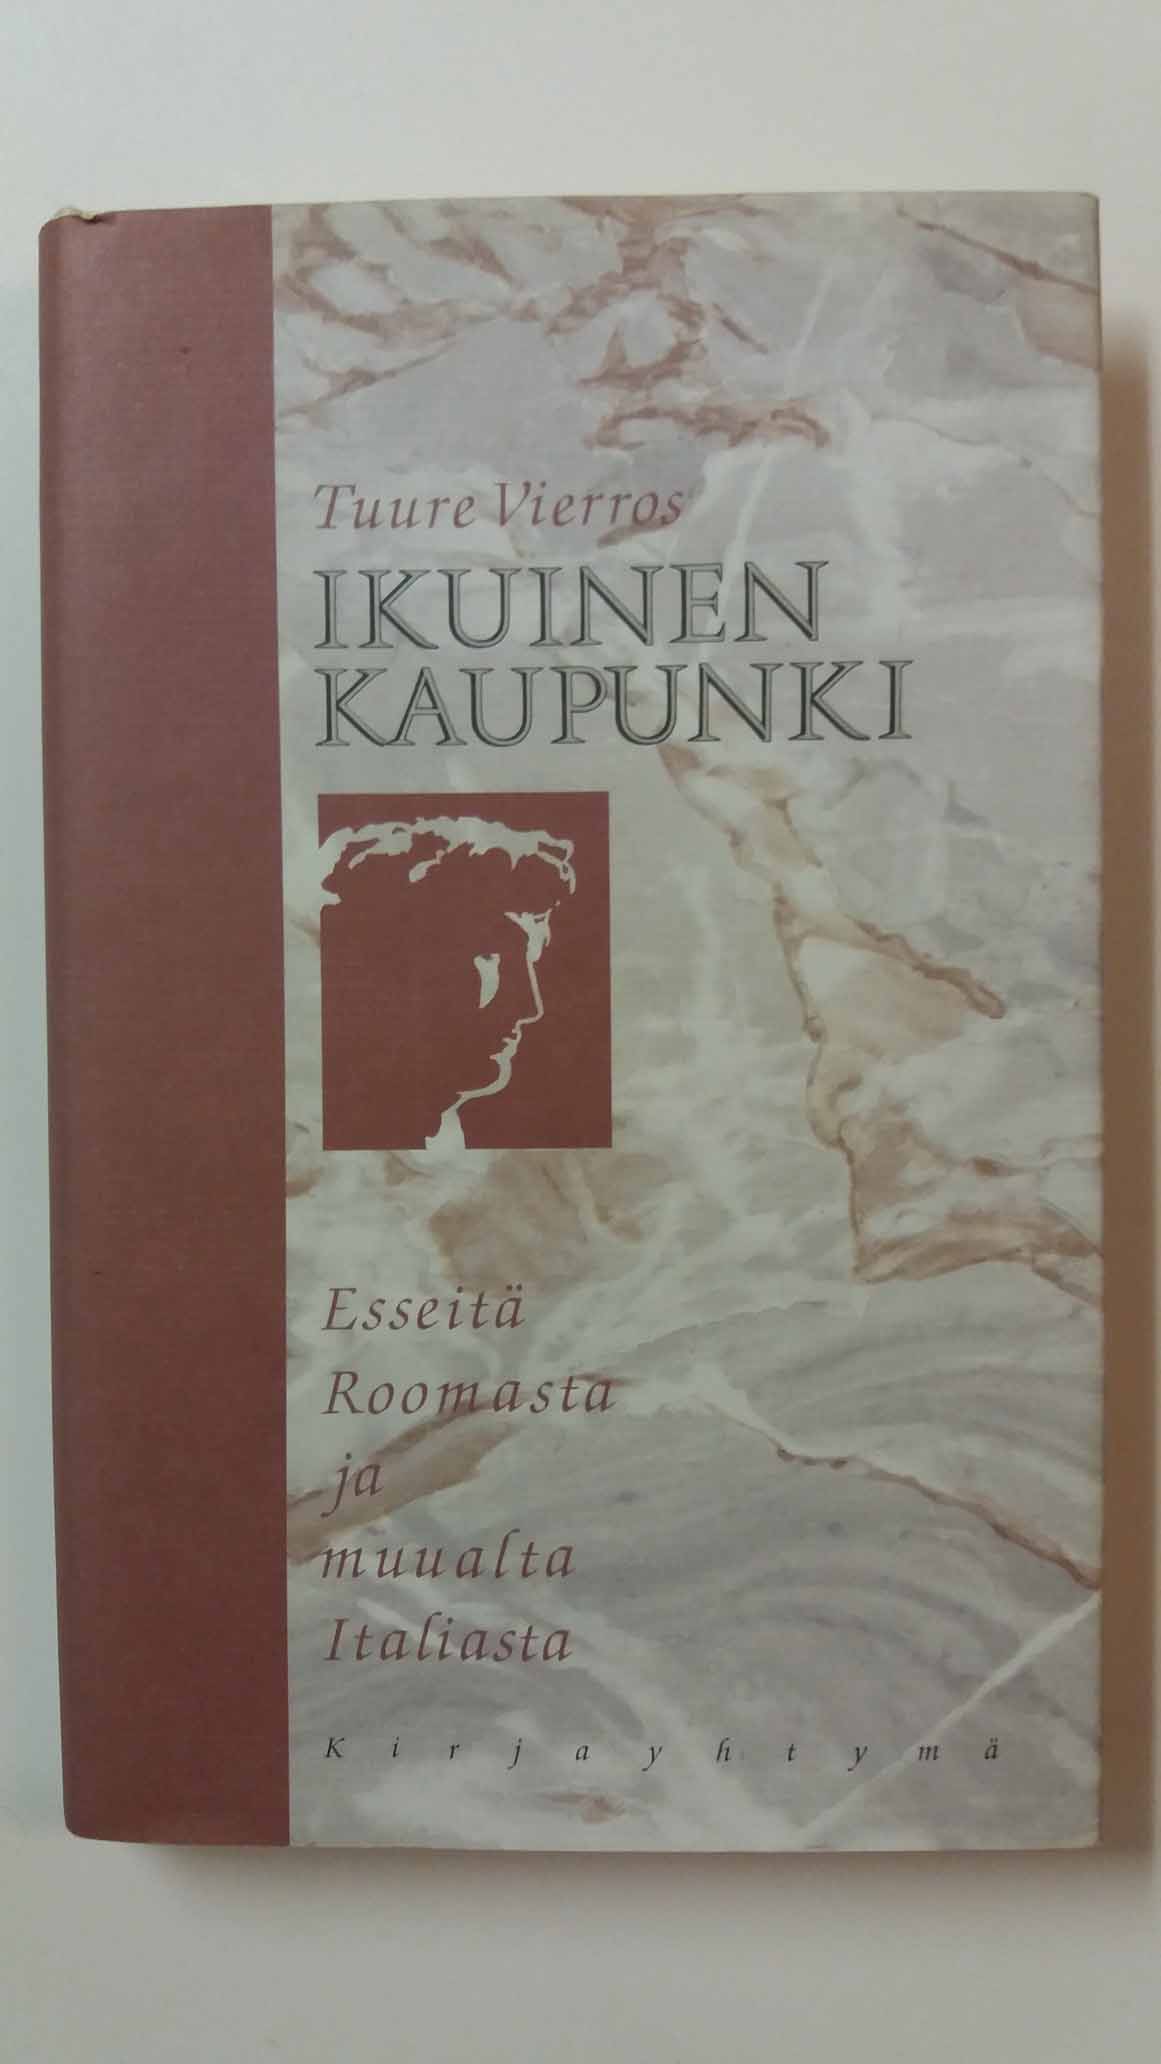 Tuure Vierros
IKUINEN
KAUPUNKI
Esseitä
Roomasta
ja
muualta
Italiasta
Kirjayhtymä